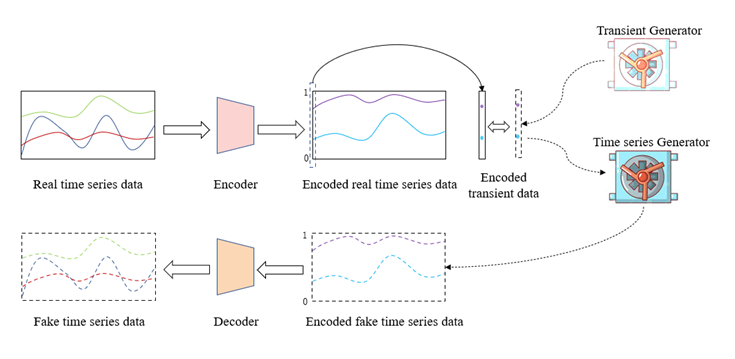 Transient Generator
1
0
Real time series data
Encoder
Encoded real time series data
Encoded
transient data
Time series Generator
1
0
Fake time series data
Decoder
Encoded fake time series data